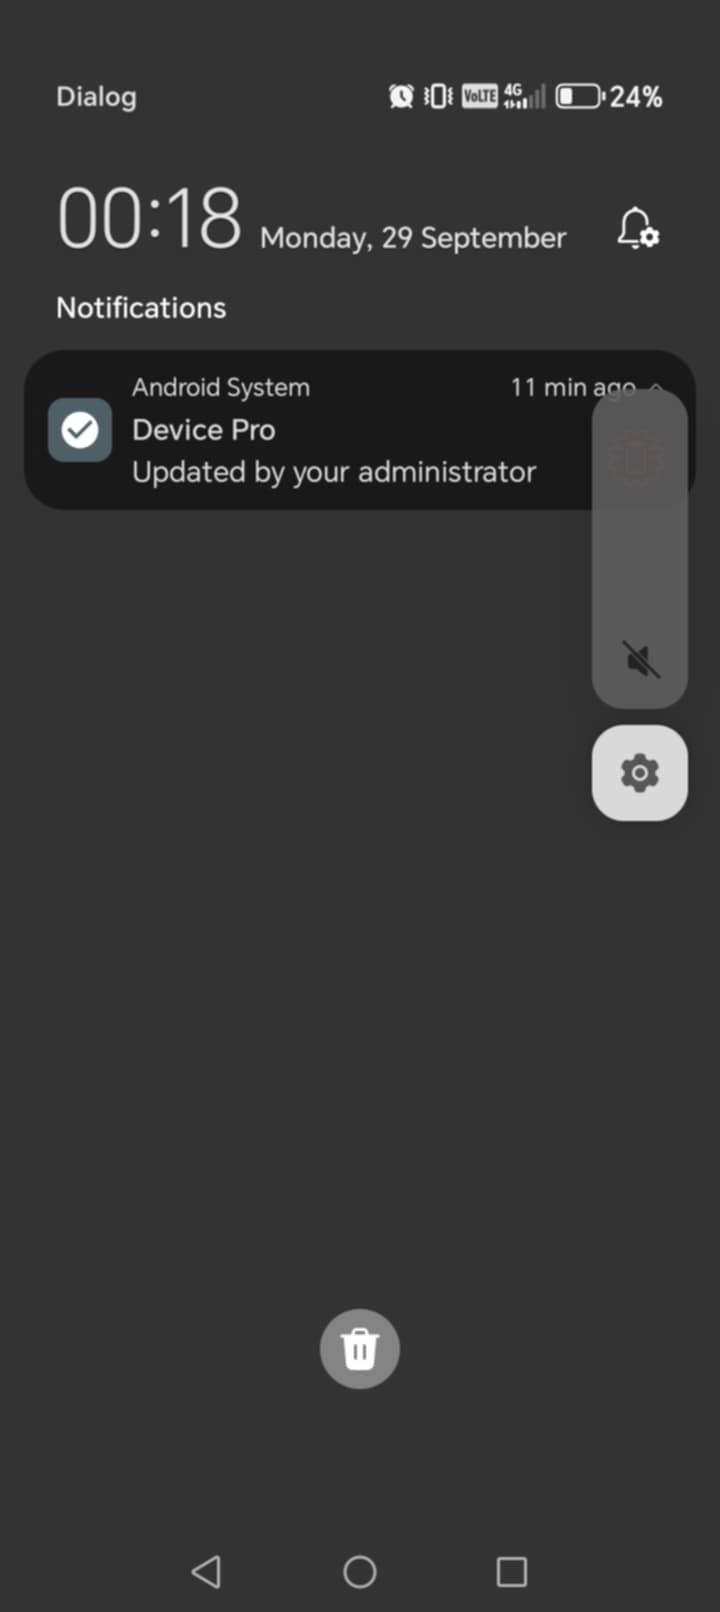 Dialog
VoLTE 4G 24%
00:18 Monday, 29 September
Notifications
Android System 11 min ago
Device Pro
Updated by your administrator